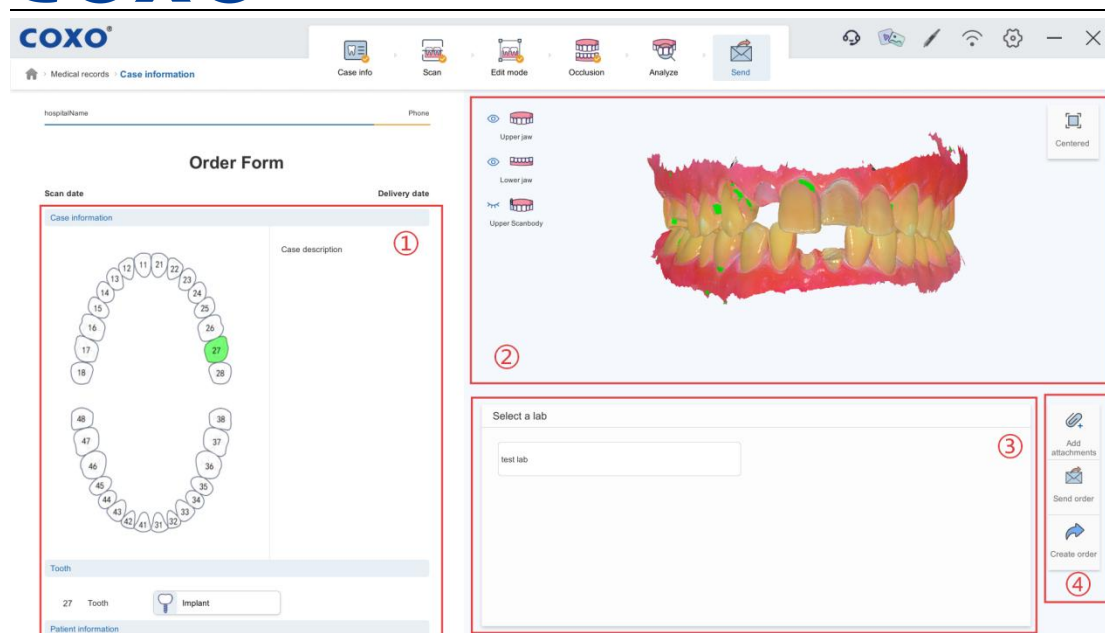 COXO
COXO®
Case info
Scan
Edit mode
Occlusion
Analyze
Send
Medical records
Case information
hospitalName
Phone
Order Form
Scan date
Delivery date
Case information
①
Case description
11 21
12 22
13 23
14 24
15 25
16 26
17 27
18 28
48 38
47 37
46 36
45 35
44 34
43 33
42 41 31 32
Tooth
27 Tooth Implant
Patient information
Upper jaw
Lower jaw
Upper Scanbody
Centered
②
Select a lab
test lab
③
Add
attachments
Send order
Create order
④